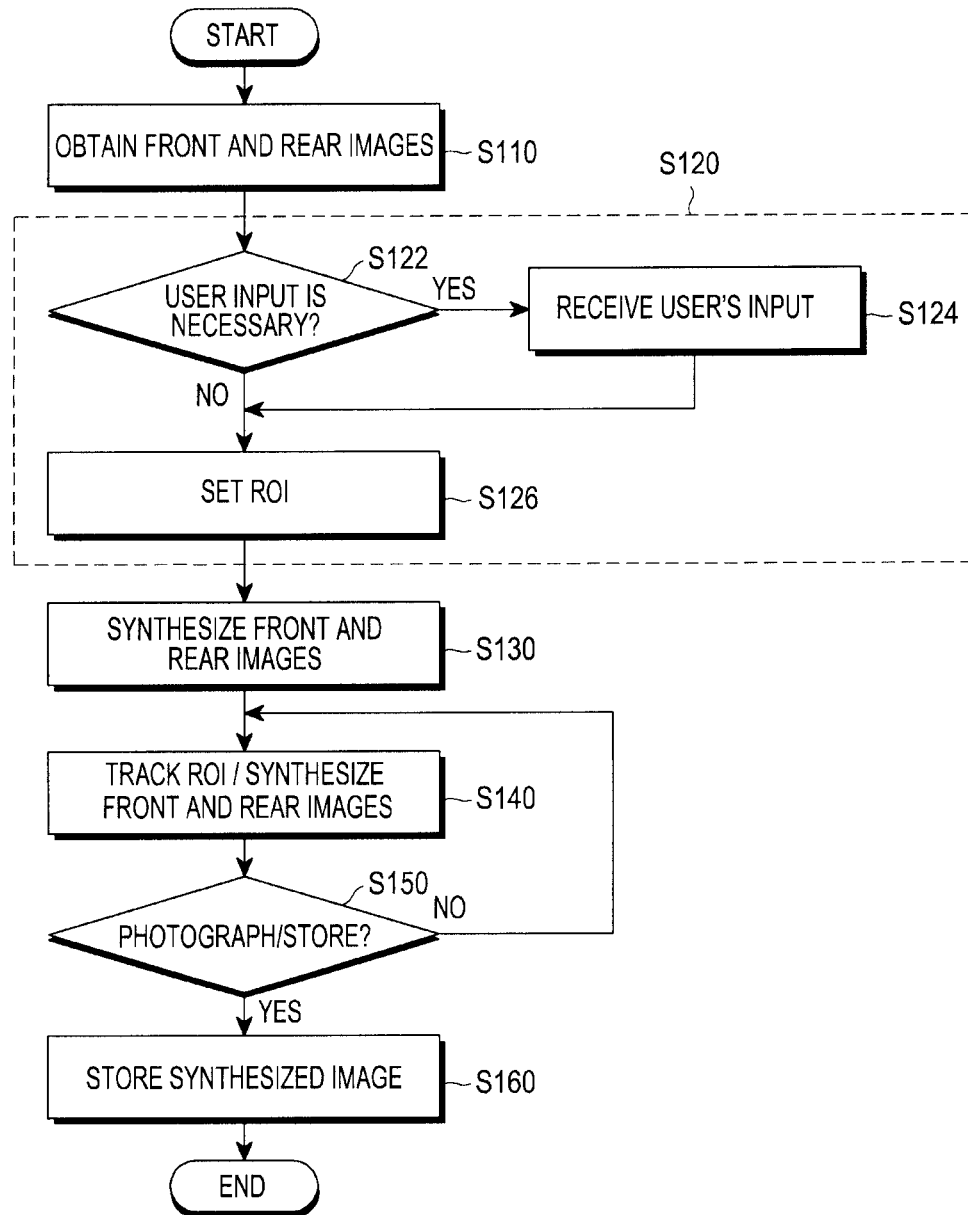 START
OBTAIN FRONT AND REAR IMAGES
S110
S120
S122
USER INPUT IS
NECESSARY?
YES
RECEIVE USER'S INPUT
S124
NO
SET ROI
S126
SYNTHESIZE FRONT AND
REAR IMAGES
S130
TRACK ROI / SYNTHESIZE
FRONT AND REAR IMAGES
S140
S150
PHOTOGRAPH/STORE?
NO
YES
STORE SYNTHESIZED IMAGE
S160
END